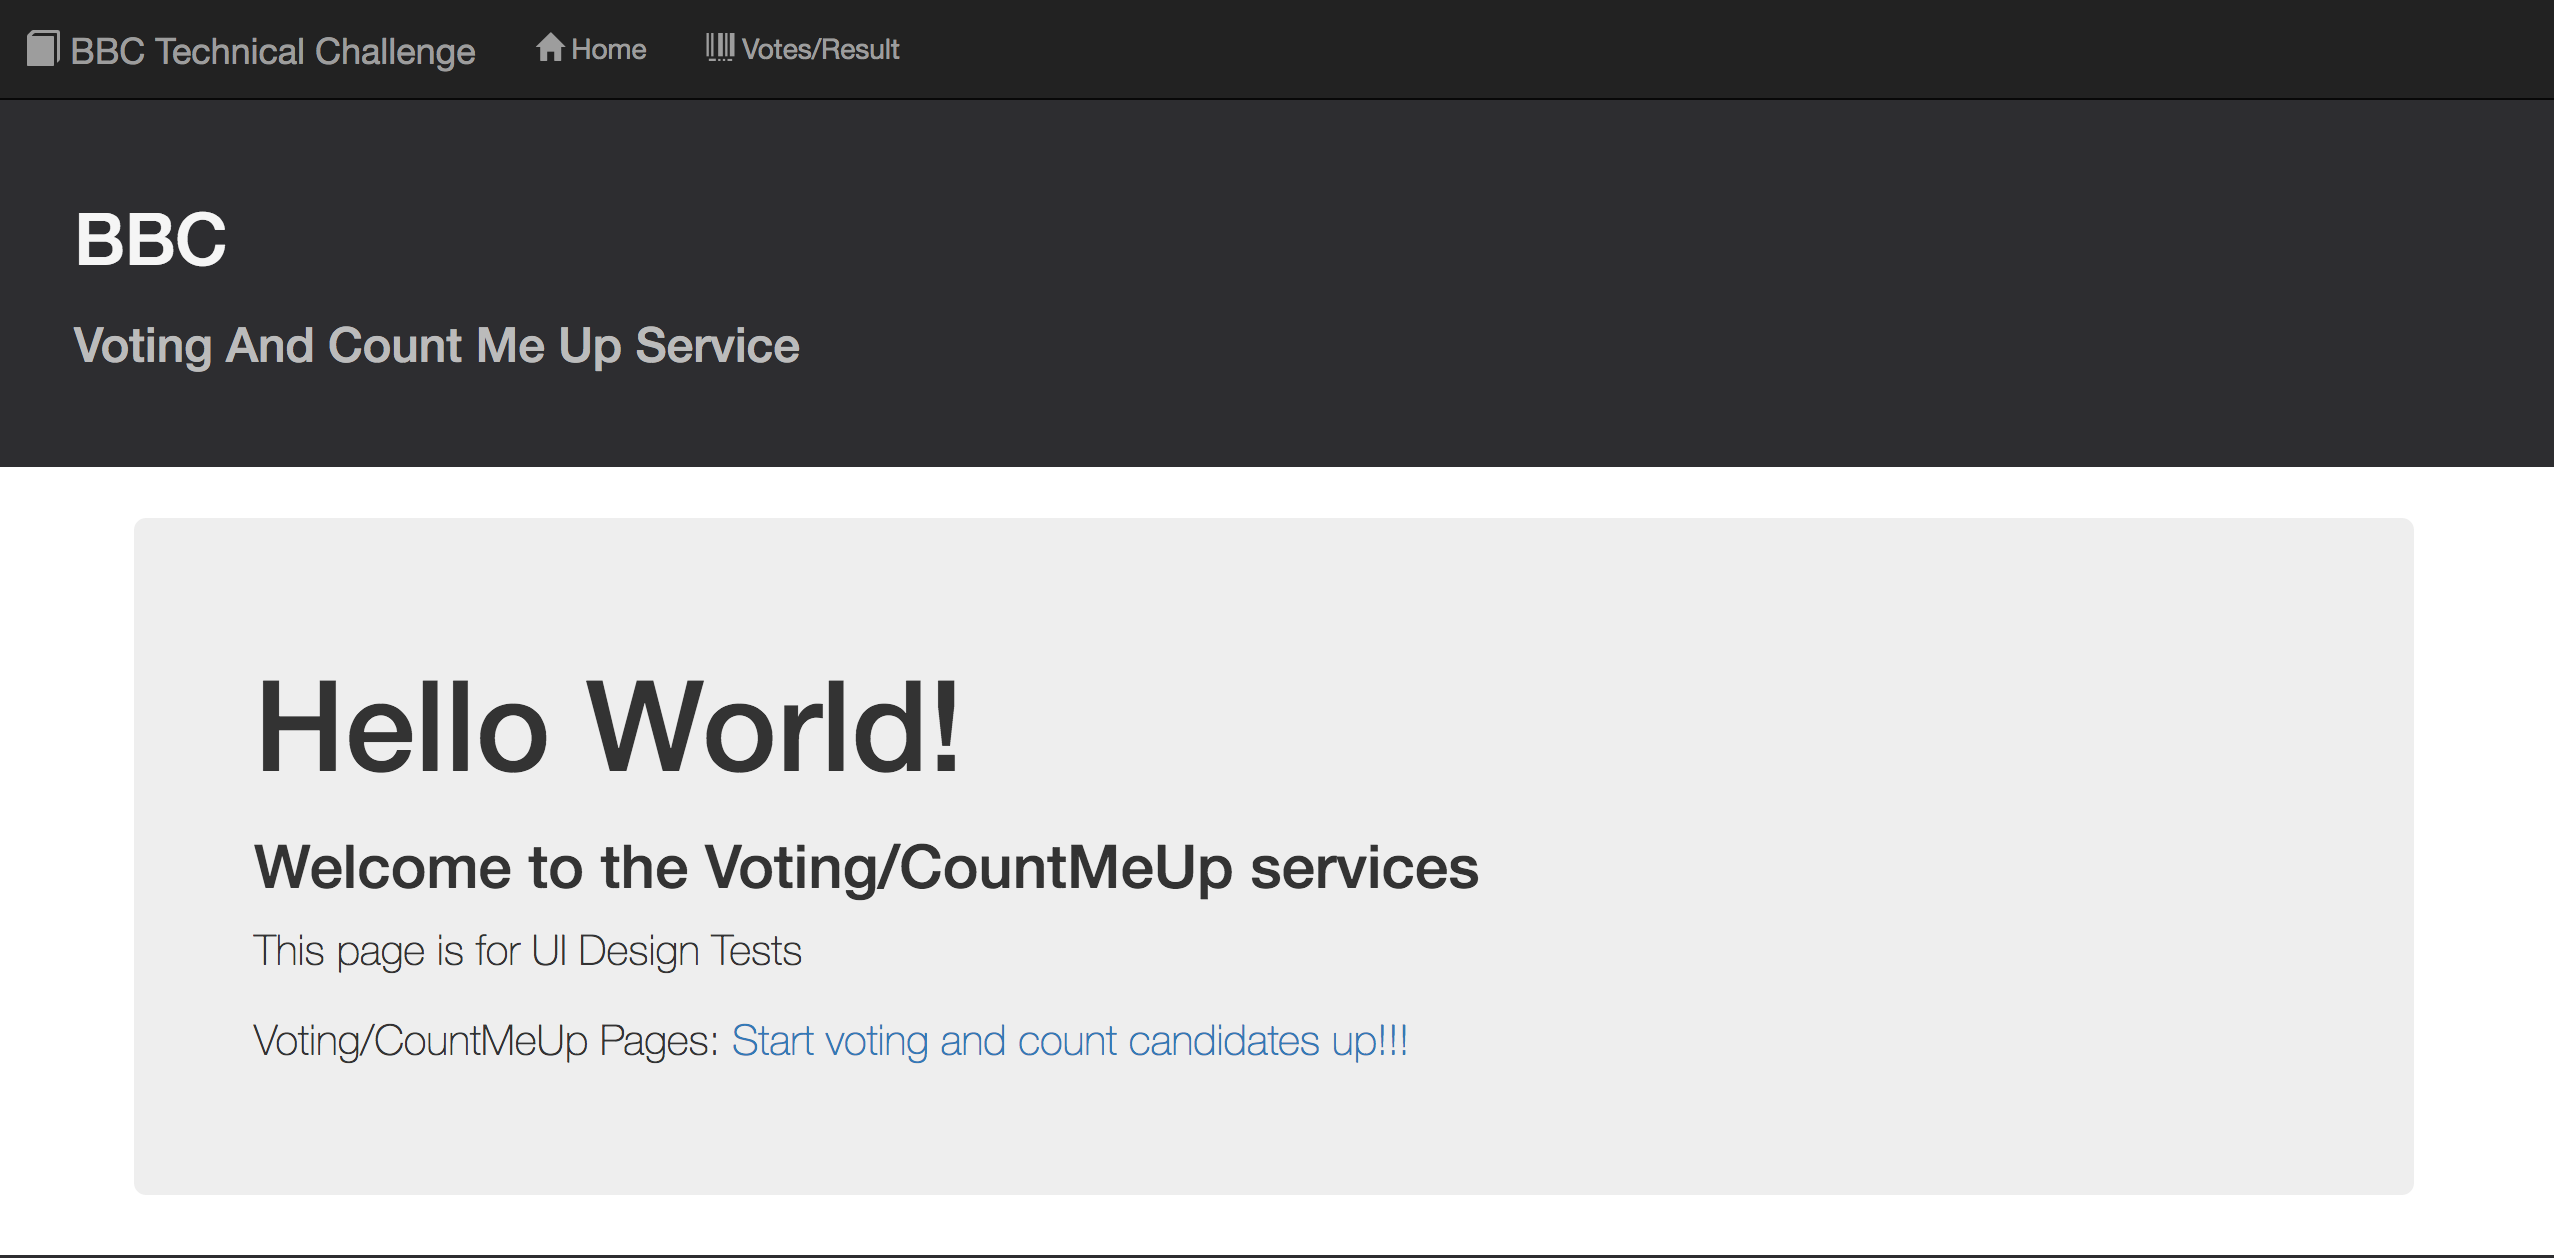 BBC Technical Challenge Home Votes/Result
BBC
Voting And Count Me Up Service
Hello World!
Welcome to the Voting/CountMeUp services
This page is for UI Design Tests
Voting/CountMeUp Pages: Start voting and count candidates up!!!